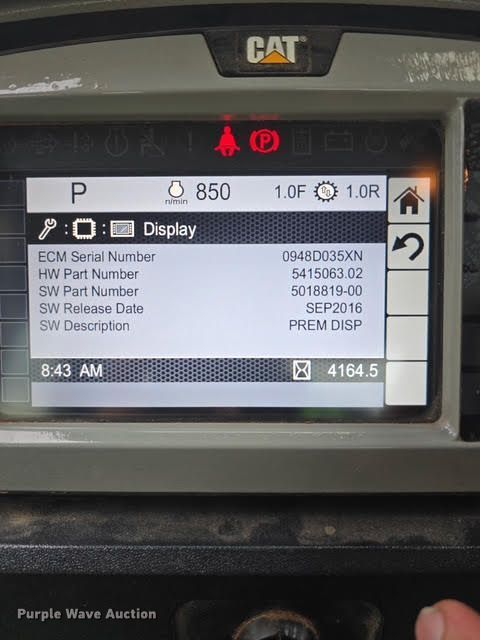 CAT
P n/min 850 1.0F 1.0R
: : Display
ECM Serial Number 0948D035XN
HW Part Number 5415063.02
SW Part Number 5018819-00
SW Release Date SEP2016
SW Description PREM DISP
8:43 AM 4164.5
Purple Wave Auction